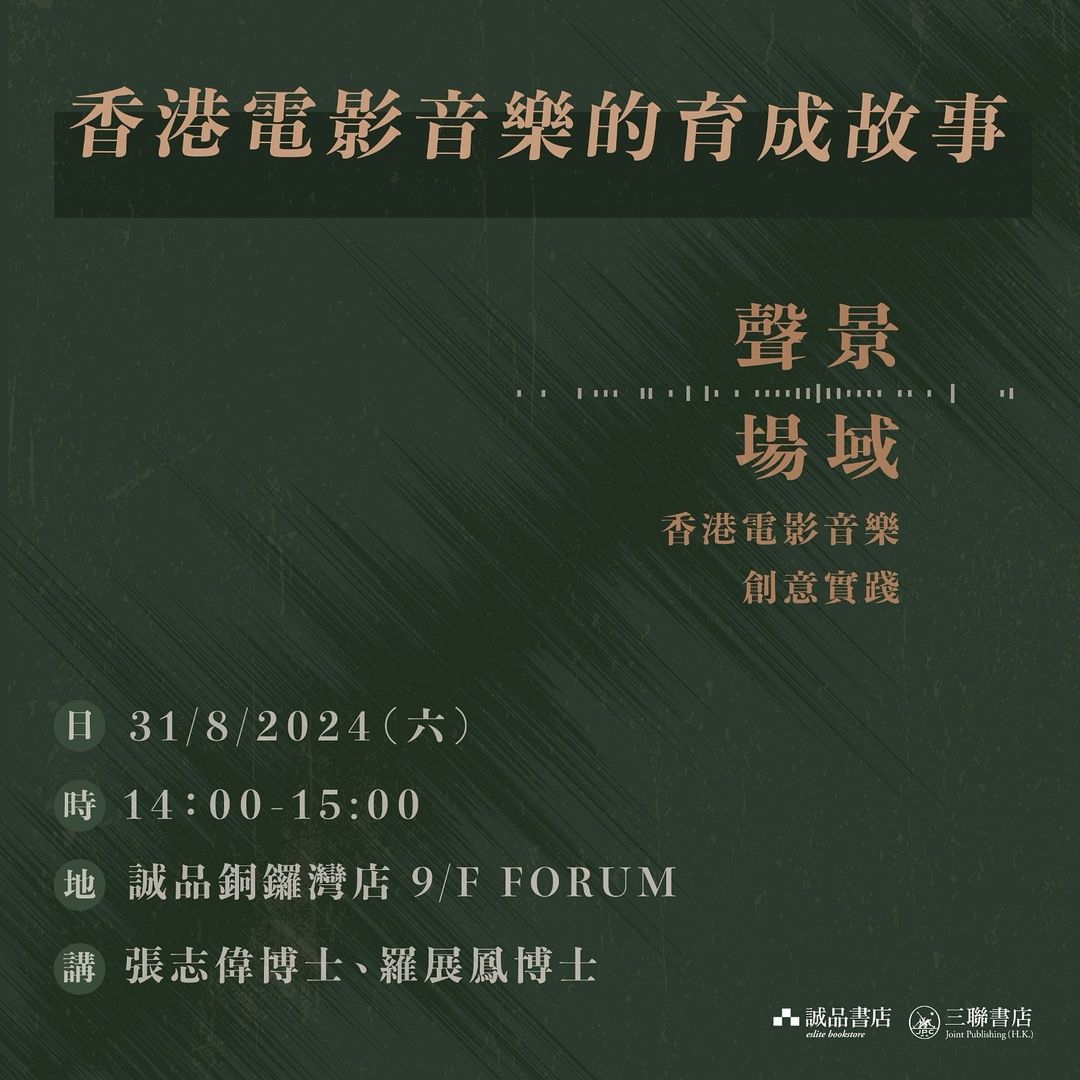 香港電影音樂的育成故事
聲景
場域
香港電影音樂
創意實踐
日 31/8/2024（六）
時 14：00-15:00
地 誠品銅鑼灣店 9/F FORUM
講 張志偉博士、羅展鳳博士
誠品書店
eslite bookstore
JPC
三聯書店
Joint Publishing (H.K.)